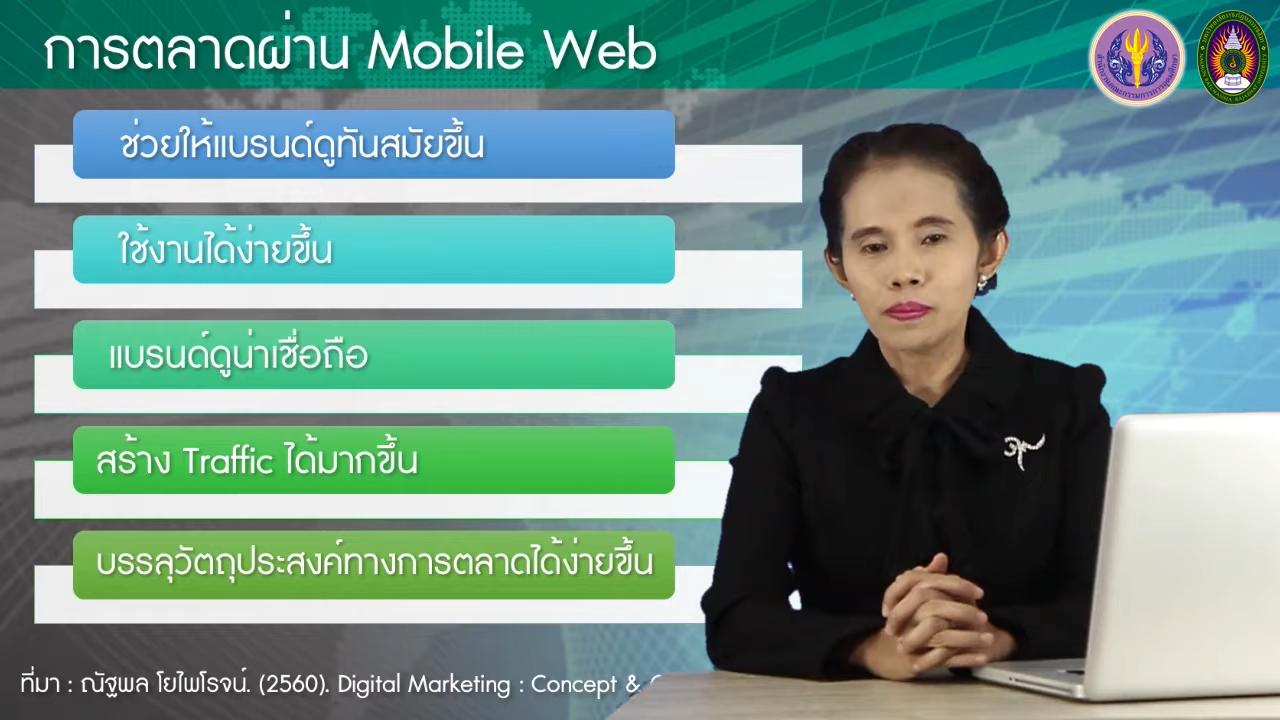 การตลาดผ่าน Mobile Web
ช่วยให้แบรนด์ดูทันสมัยขึ้น
ใช้งานได้ง่ายขึ้น
แบรนด์ดูน่าเชื่อถือ
สร้าง Traffic ได้มากขึ้น
บรรลุวัตถุประสงค์ทางการตลาดได้ง่ายขึ้น
ที่มา : ณัฐพล โยไพโรจน์. (2560). Digital Marketing : Concept &